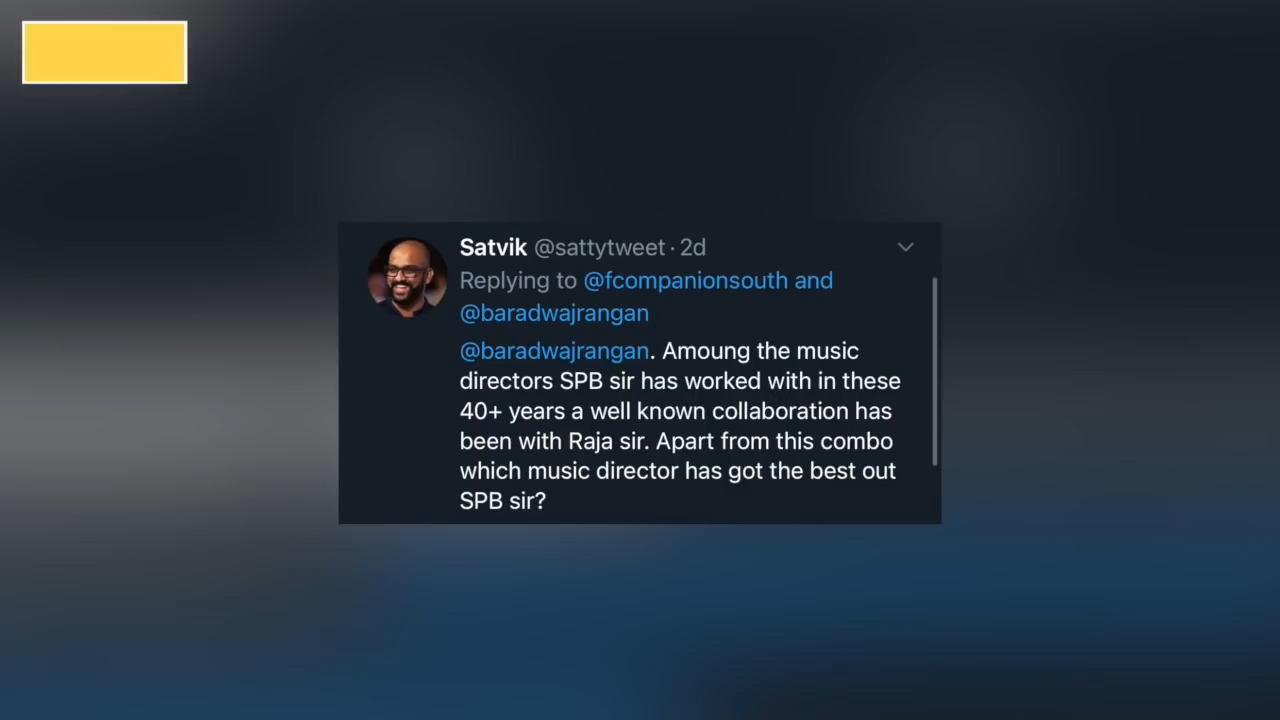 Satvik @sattytweet · 2d
Replying to @fcompanionsouth and
@baradwajrangan
@baradwajrangan. Amoung the music
directors SPB sir has worked with in these
40+ years a well known collaboration has
been with Raja sir. Apart from this combo
which music director has got the best out
SPB sir?